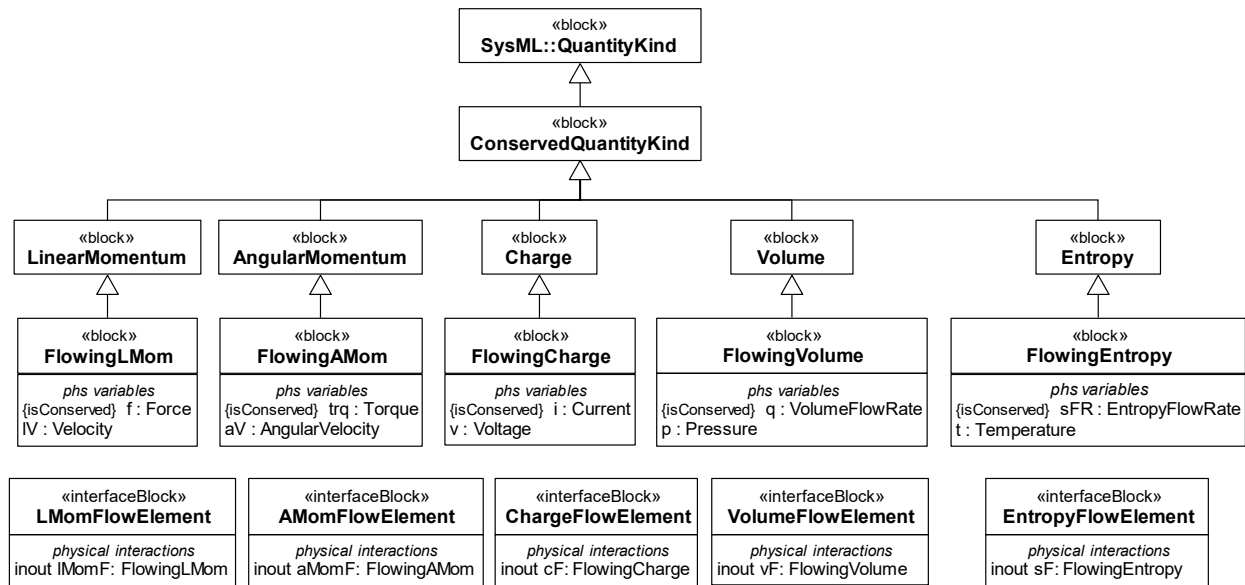 «block»
SysML::QuantityKind
«block»
ConservedQuantityKind
«block»
LinearMomentum
«block»
AngularMomentum
«block»
Charge
«block»
Volume
«block»
Entropy
«block»
FlowingLMom
phs variables
{isConserved} f : Force
lV : Velocity
«block»
FlowingAMom
phs variables
{isConserved} trq : Torque
aV : AngularVelocity
«block»
FlowingCharge
phs variables
{isConserved} i : Current
v : Voltage
«block»
FlowingVolume
phs variables
{isConserved} q : VolumeFlowRate
p : Pressure
«block»
FlowingEntropy
phs variables
{isConserved} sFR : EntropyFlowRate
t : Temperature
«interfaceBlock»
LMomFlowElement
physical interactions
inout lMomF: FlowingLMom
«interfaceBlock»
AMomFlowElement
physical interactions
inout aMomF: FlowingAMom
«interfaceBlock»
ChargeFlowElement
physical interactions
inout cF: FlowingCharge
«interfaceBlock»
VolumeFlowElement
physical interactions
inout vF: FlowingVolume
«interfaceBlock»
EntropyFlowElement
physical interactions
inout sF: FlowingEntropy